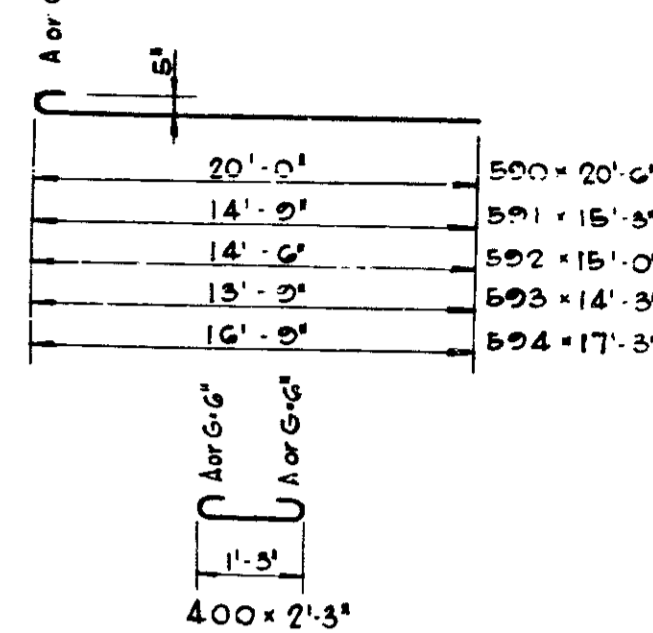 A or
5"
20'-0" 590 × 20'-6"
14'-9" 591 × 15'-3"
14'-6" 592 × 15'-0"
13'-9" 593 × 14'-3"
16'-9" 594 × 17'-3"
A or G=6" A or G=6"
1'-3"
400 × 2'-3"